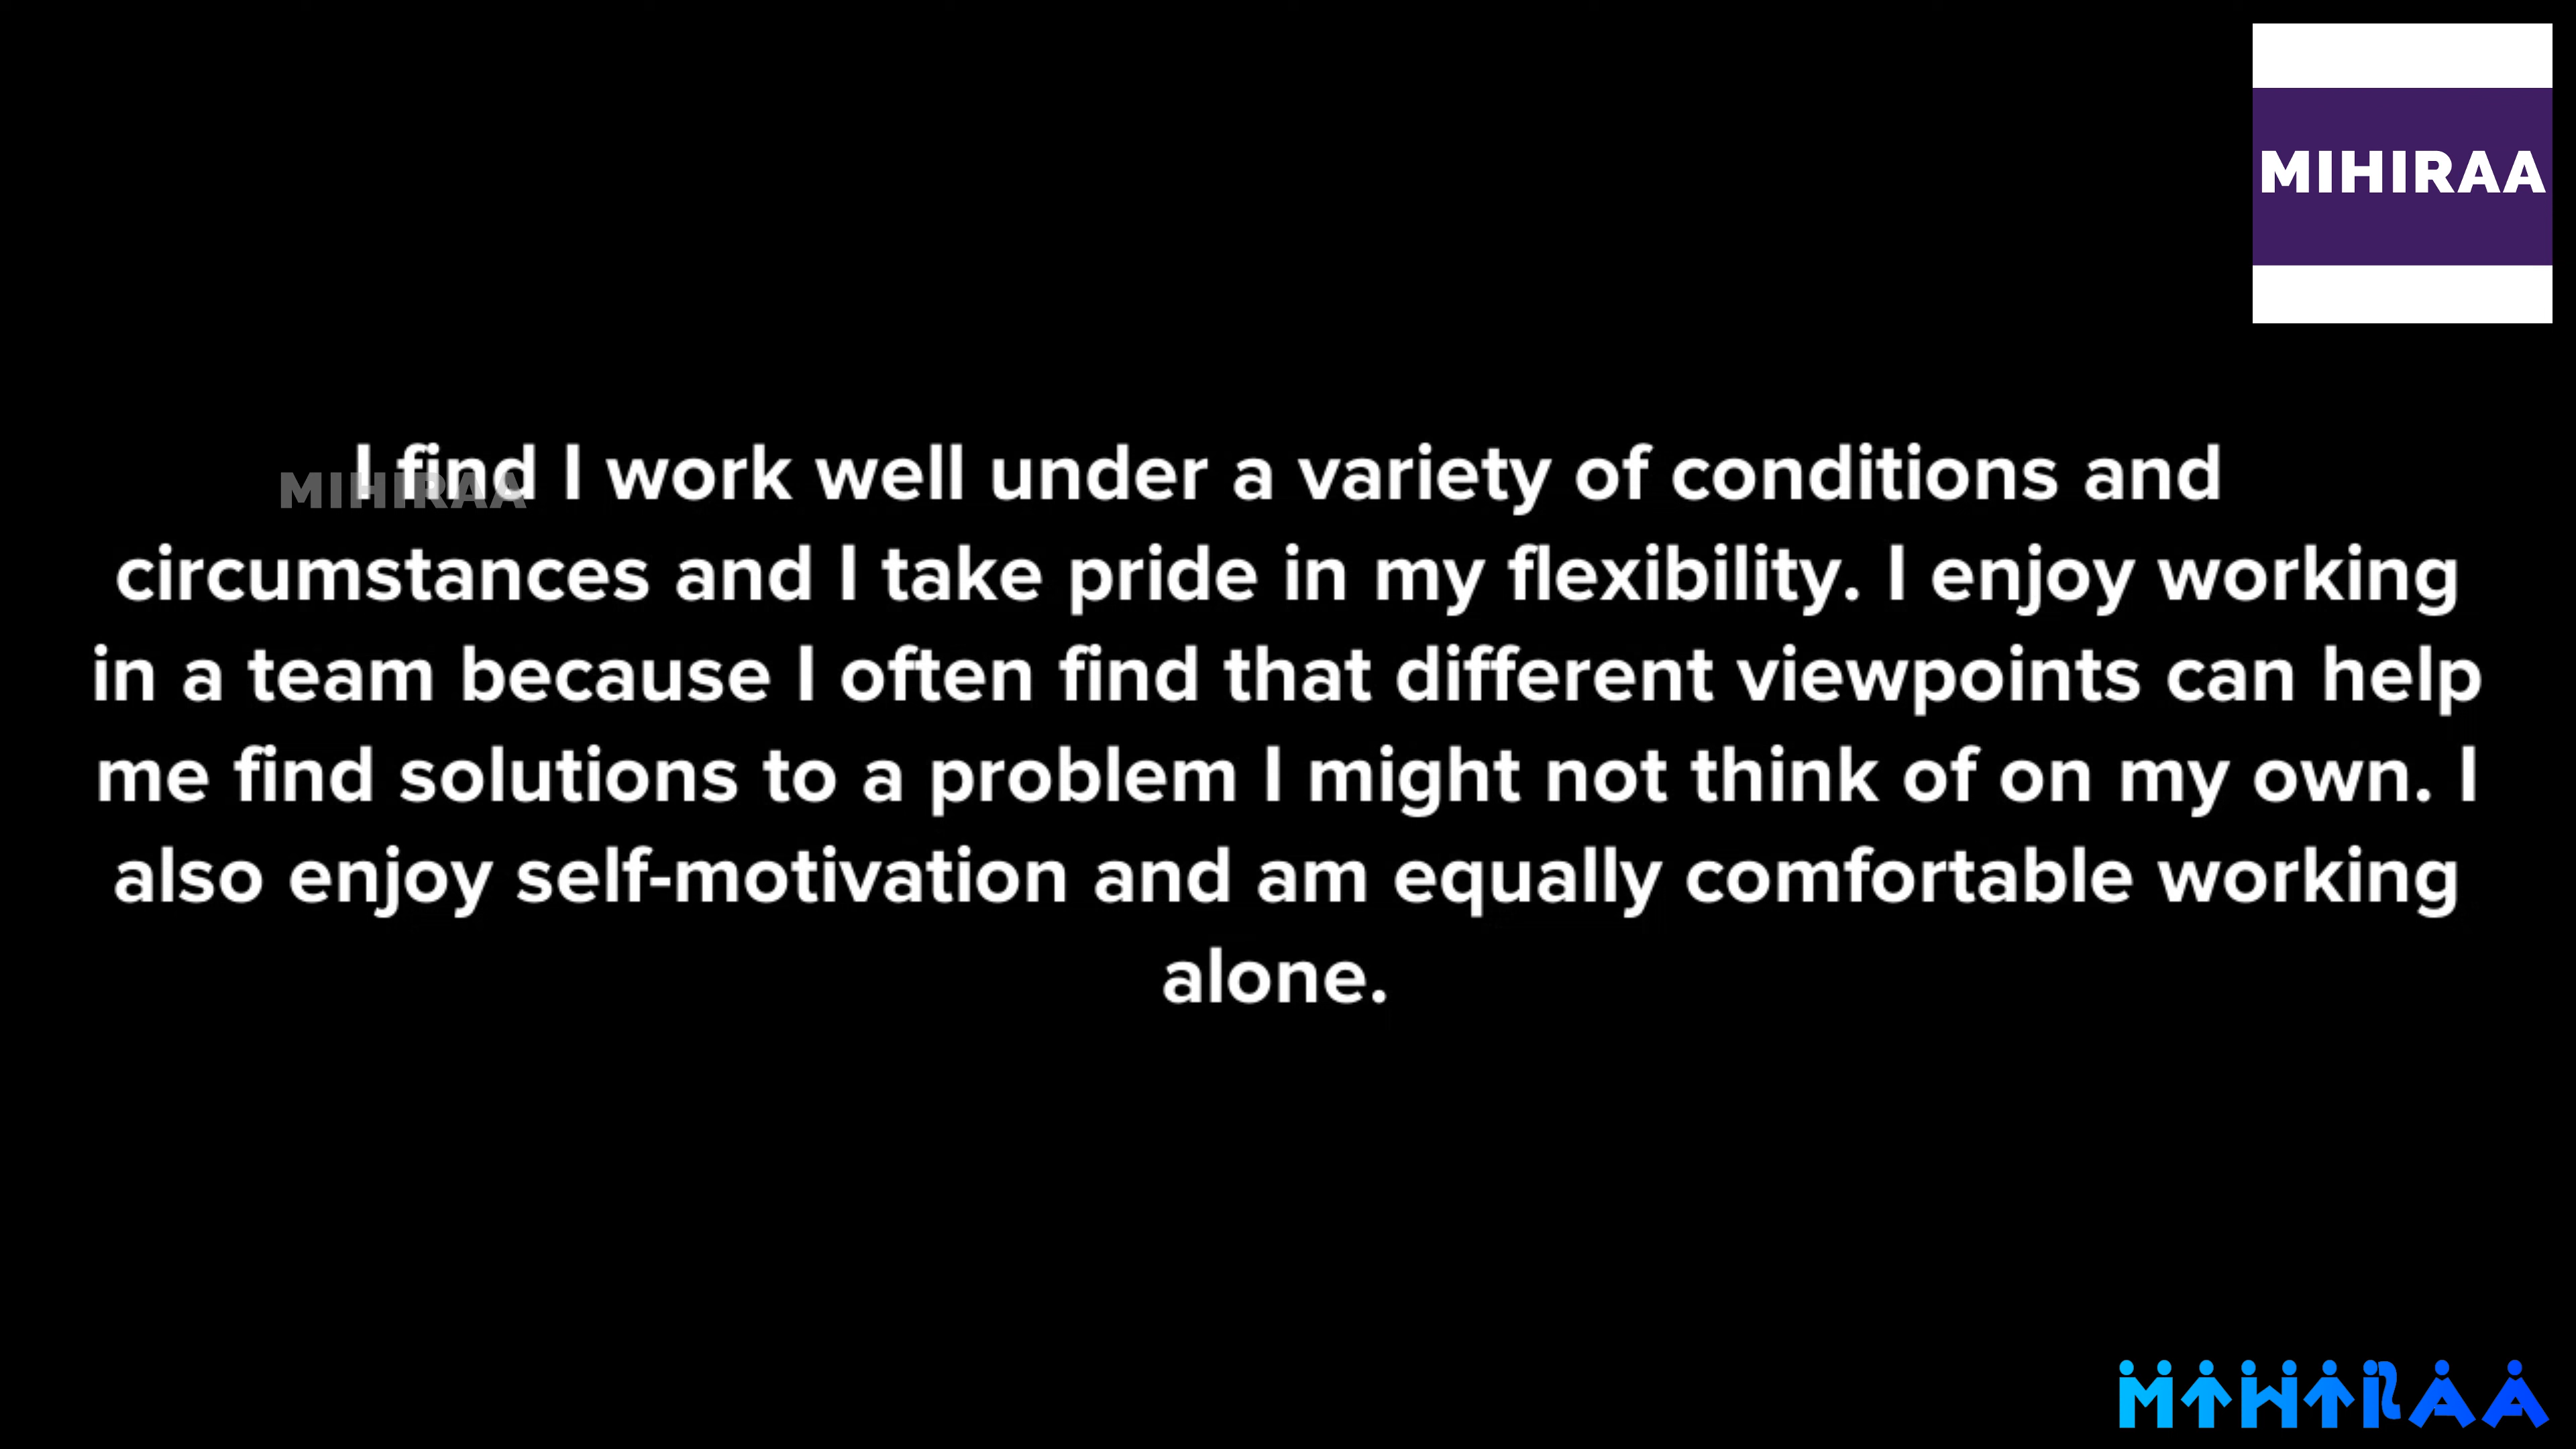 MIHIRAA
I find I work well under a variety of conditions and
MIHIRAA
circumstances and I take pride in my flexibility. I enjoy working
in a team because I often find that different viewpoints can help
me find solutions to a problem I might not think of on my own. I
also enjoy self-motivation and am equally comfortable working
alone.
MIHIRAA